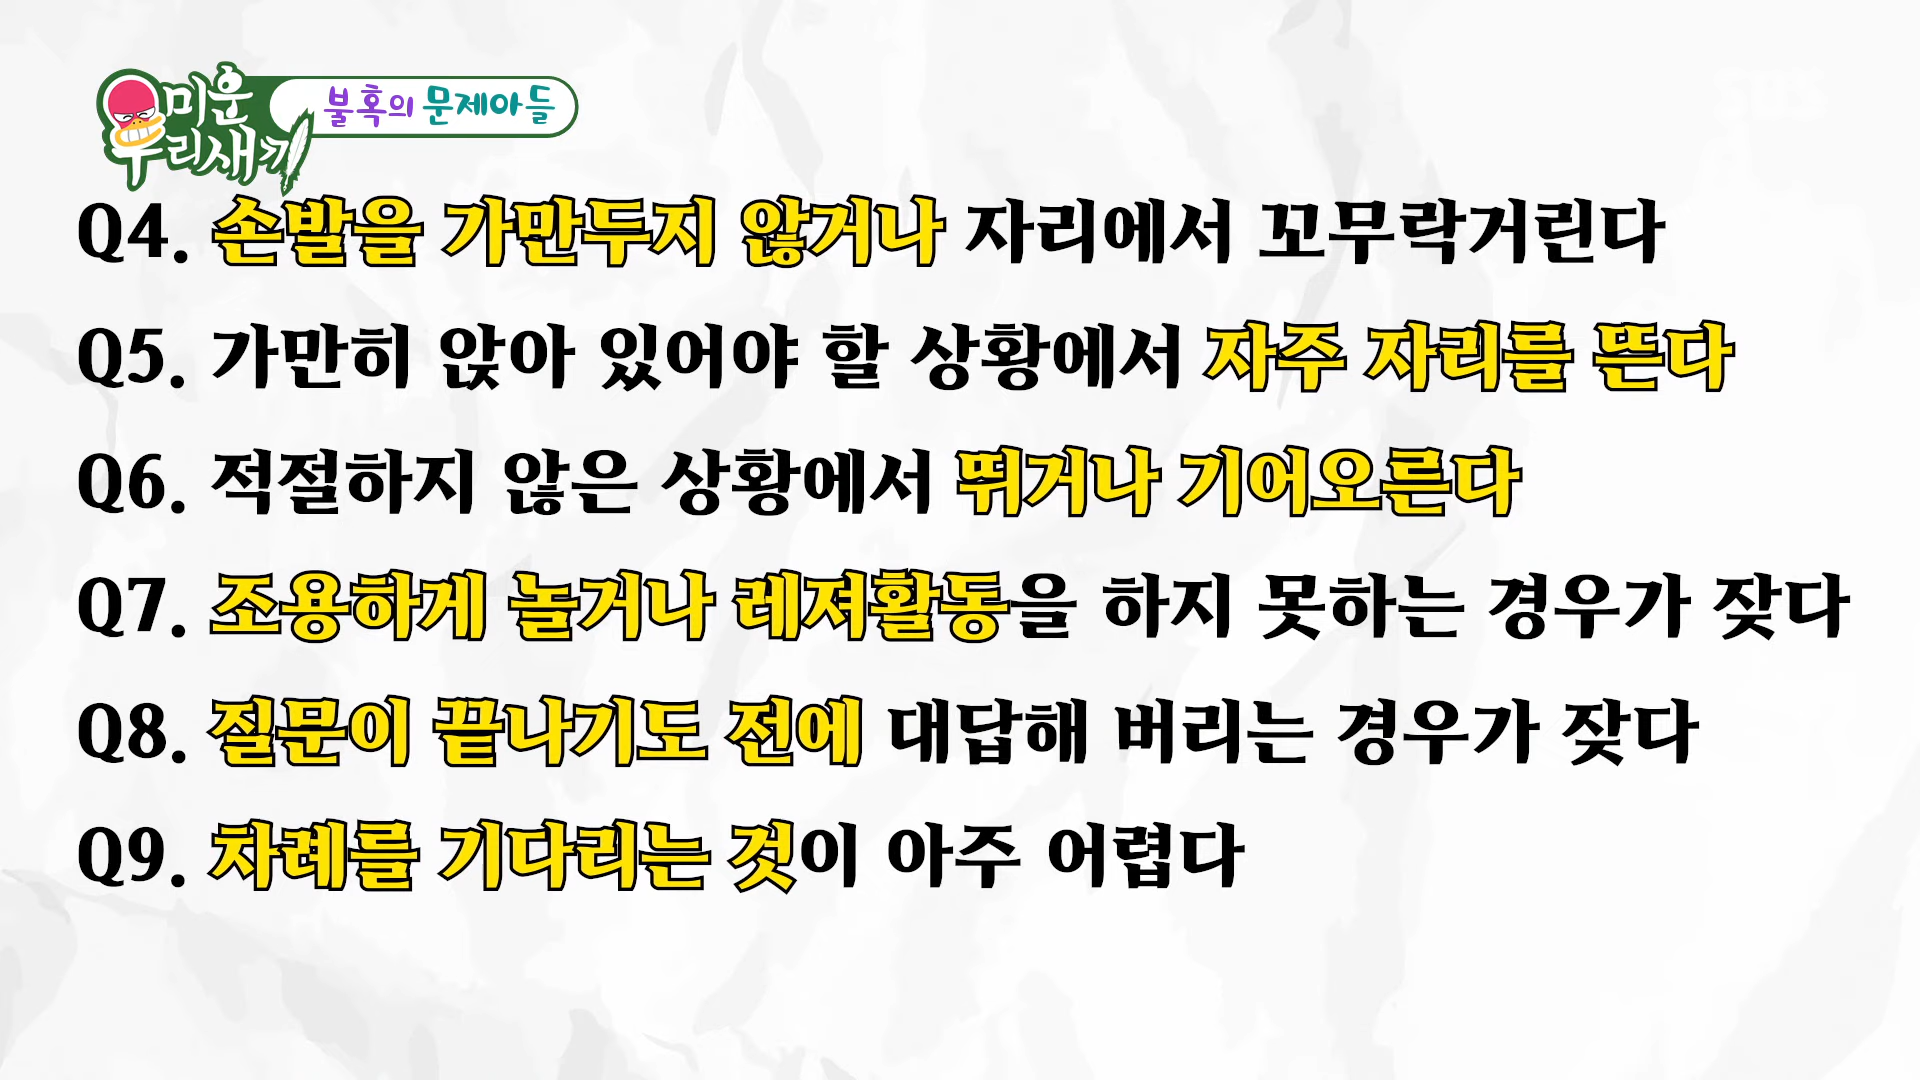 미운
우리새끼
불혹의 문제아들
SBS
Q4. 손발을 가만두지 않거나 자리에서 꼬무락거린다
Q5. 가만히 앉아 있어야 할 상황에서 자주 자리를 뜬다
Q6. 적절하지 않은 상황에서 뛰거나 기어오른다
Q7. 조용하게 놀거나 레져활동을 하지 못하는 경우가 잦다
Q8. 질문이 끝나기도 전에 대답해 버리는 경우가 잦다
Q9. 차례를 기다리는 것이 아주 어렵다